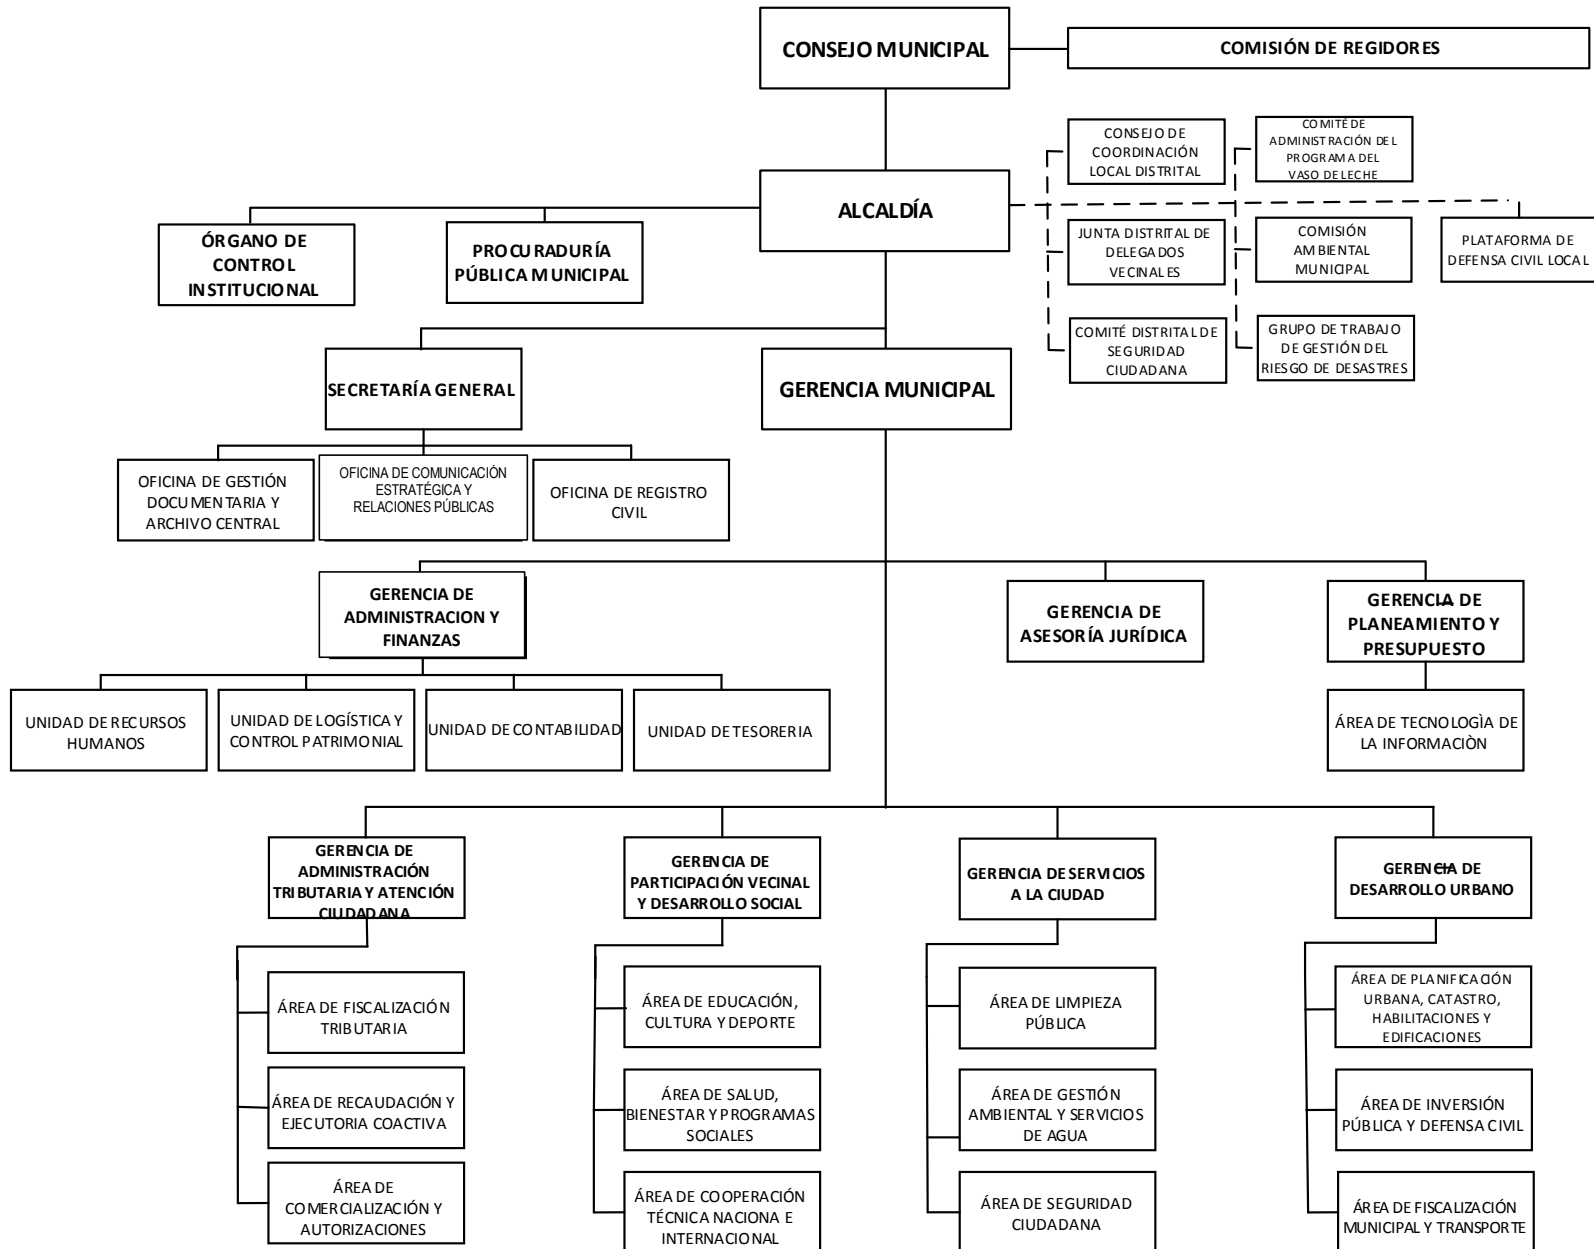 CONSEJO MUNICIPAL
COMISIÓN DE REGIDORES
CONSEJO DE
COORDINACIÓN
LOCAL DISTRITAL
COMITÉ DE
ADMINISTRACIÓN DEL
PROGRAMA DEL
VASO DE LECHE
ALCALDÍA
ÓRGANO DE
CONTROL
INSTITUCIONAL
PROCURADURÍA
PÚBLICA MUNICIPAL
JUNTA DISTRITAL DE
DELEGADOS
VECINALES
COMISIÓN
AMBIENTAL
MUNICIPAL
PLATAFORMA DE
DEFENSA CIVIL LOCAL
COMITÉ DISTRITAL DE
SEGURIDAD
CIUDADANA
GRUPO DE TRABAJO
DE GESTIÓN DEL
RIESGO DE DESASTRES
SECRETARÍA GENERAL
GERENCIA MUNICIPAL
OFICINA DE GESTIÓN
DOCUMENTARIA Y
ARCHIVO CENTRAL
OFICINA DE COMUNICACIÓN
ESTRATÉGICA Y
RELACIONES PÚBLICAS
OFICINA DE REGISTRO
CIVIL
GERENCIA DE
ADMINISTRACION Y
FINANZAS
GERENCIA DE
ASESORÍA JURÍDICA
GERENCIA DE
PLANEAMIENTO Y
PRESUPUESTO
UNIDAD DE RECURSOS
HUMANOS
UNIDAD DE LOGÍSTICA Y
CONTROL PATRIMONIAL
UNIDAD DE CONTABILIDAD
UNIDAD DE TESORERIA
ÁREA DE TECNOLOGÌA DE
LA INFORMACIÒN
GERENCIA DE
ADMINISTRACIÓN
TRIBUTARIA Y ATENCIÓN
CIUDADANA
GERENCIA DE
PARTICIPACIÓN VECINAL
Y DESARROLLO SOCIAL
GERENCIA DE SERVICIOS
A LA CIUDAD
GERENCIA DE
DESARROLLO URBANO
ÁREA DE FISCALIZACIÓN
TRIBUTARIA
ÁREA DE EDUCACIÓN,
CULTURA Y DEPORTE
ÁREA DE LIMPIEZA
PÚBLICA
ÁREA DE PLANIFICACIÓN
URBANA, CATASTRO,
HABILITACIONES Y
EDIFICACIONES
ÁREA DE RECAUDACIÓN Y
EJECUTORIA COACTIVA
ÁREA DE SALUD,
BIENESTAR Y PROGRAMAS
SOCIALES
ÁREA DE GESTIÓN
AMBIENTAL Y SERVICIOS
DE AGUA
ÁREA DE INVERSIÓN
PÚBLICA Y DEFENSA CIVIL
ÁREA DE
COMERCIALIZACIÓN Y
AUTORIZACIONES
ÁREA DE COOPERACIÓN
TÉCNICA NACIONA E
INTERNACIONAL
ÁREA DE SEGURIDAD
CIUDADANA
ÁREA DE FISCALIZACIÓN
MUNICIPAL Y TRANSPORTE